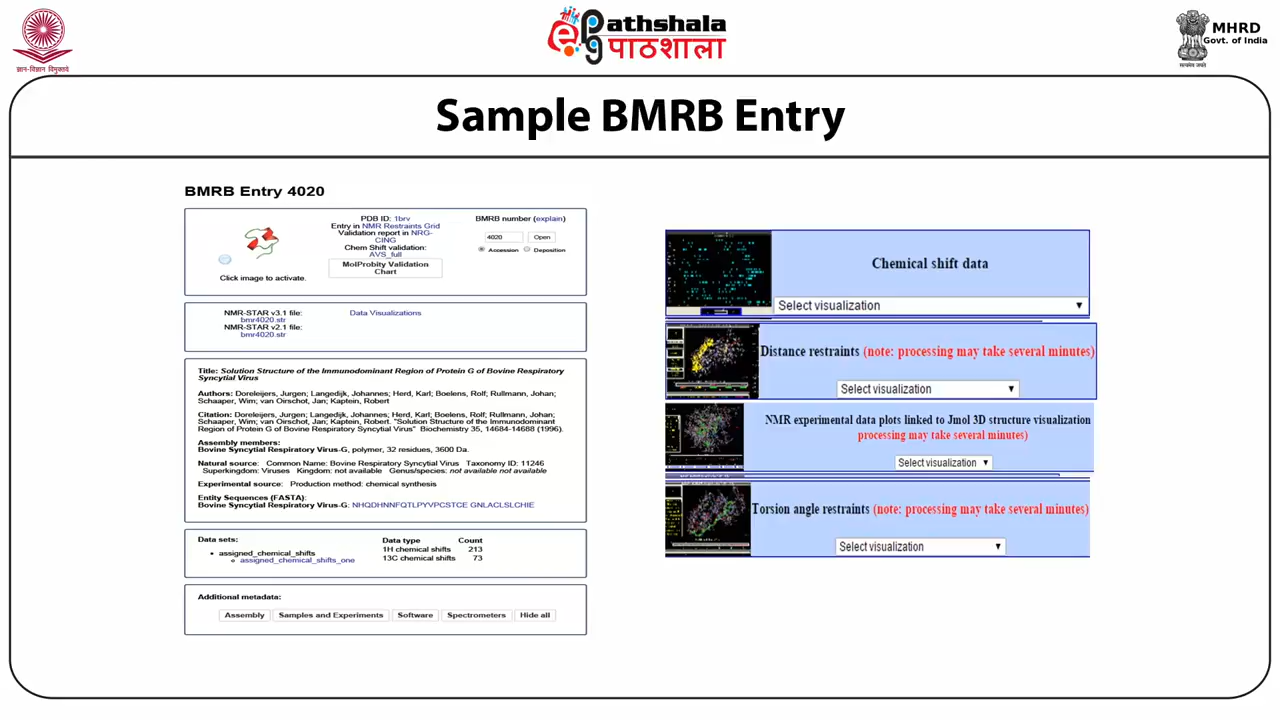 ज्ञान-विज्ञान विमुक्तये
ePathshala
पाठशाला
सत्यमेव जयते
MHRD
Govt. of India
Sample BMRB Entry
BMRB Entry 4020
PDB ID: 1brv
Entry in NMR Restraints Grid
Validation report in NRG-
CING
Chem Shift validation:
AVS_full
MolProbity Validation
Chart
Click image to activate.
BMRB number (explain)
4020 Open
Accession Deposition
NMR-STAR v3.1 file:
bmr4020.str
NMR-STAR v2.1 file:
bmr4020.str
Data Visualizations
Title: Solution Structure of the Immunodominant Region of Protein G of Bovine Respiratory
Syncytial Virus
Authors: Doreleijers, Jurgen; Langedijk, Johannes; Herd, Karl; Boelens, Rolf; Rullmann, Johan;
Schaaper, Wim; van Oirschot, Jan; Kaptein, Robert
Citation: Doreleijers, Jurgen; Langedijk, Johannes; Herd, Karl; Boelens, Rolf; Rullmann, Johan;
Schaaper, Wim; van Oirschot, Jan; Kaptein, Robert. "Solution Structure of the Immunodominant
Region of Protein G of Bovine Respiratory Syncytial Virus" Biochemistry 35, 14684-14688 (1996).
Assembly members:
Bovine Syncytial Respiratory Virus-G, polymer, 32 residues, 3600 Da.
Natural source: Common Name: Bovine Respiratory Syncytial Virus Taxonomy ID: 11246
Superkingdom: Viruses Kingdom: not available Genus/species: not available not available
Experimental source: Production method: chemical synthesis
Entity Sequences (FASTA):
Bovine Syncytial Respiratory Virus-G: NHQDHNNFQTLPYVPCSTCE GNLACLSLCHIE
Data sets:
assigned_chemical_shifts
assigned_chemical_shifts_one
Data type Count
1H chemical shifts 213
13C chemical shifts 73
Additional metadata:
Assembly Samples and Experiments Software Spectrometers Hide all
Chemical shift data
Select visualization
Distance restraints (note: processing may take several minutes)
Select visualization
NMR experimental data plots linked to Jmol 3D structure visualization
processing may take several minutes)
Select visualization
Torsion angle restraints (note: processing may take several minutes)
Select visualization